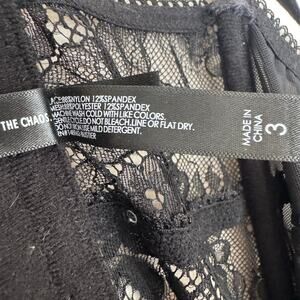 THE CHAOS
LACE:88%NYLON 12%SPANDEX
MESH:88%POLYESTER 12%SPANDEX
MACHINE WASH COLD WITH LIKE COLORS.
GENTLE CYCLE.DO NOT BLEACH.LINE OR FLAT DRY.
DO NOT IRON.USE MILD DETERGENT.
MADE IN
CHINA
3